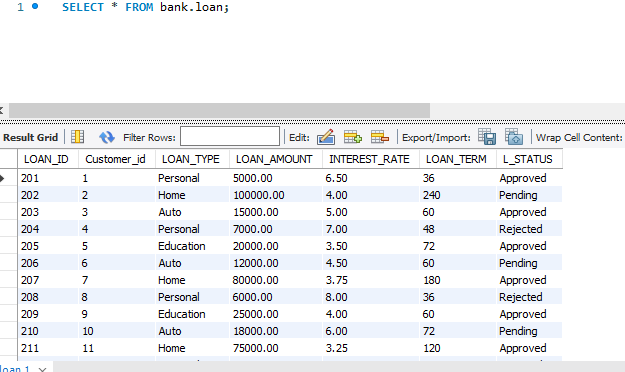 1 SELECT * FROM bank.loan;
Result Grid Filter Rows: Edit: Export/Import: Wrap Cell Content:
LOAN_ID Customer_id LOAN_TYPE LOAN_AMOUNT INTEREST_RATE LOAN_TERM L_STATUS
201 1 Personal 5000.00 6.50 36 Approved
202 2 Home 100000.00 4.00 240 Pending
203 3 Auto 15000.00 5.00 60 Approved
204 4 Personal 7000.00 7.00 48 Rejected
205 5 Education 20000.00 3.50 72 Approved
206 6 Auto 12000.00 4.50 60 Pending
207 7 Home 80000.00 3.75 180 Approved
208 8 Personal 6000.00 8.00 36 Rejected
209 9 Education 25000.00 4.00 60 Approved
210 10 Auto 18000.00 6.00 72 Pending
211 11 Home 75000.00 3.25 120 Approved
loan 1